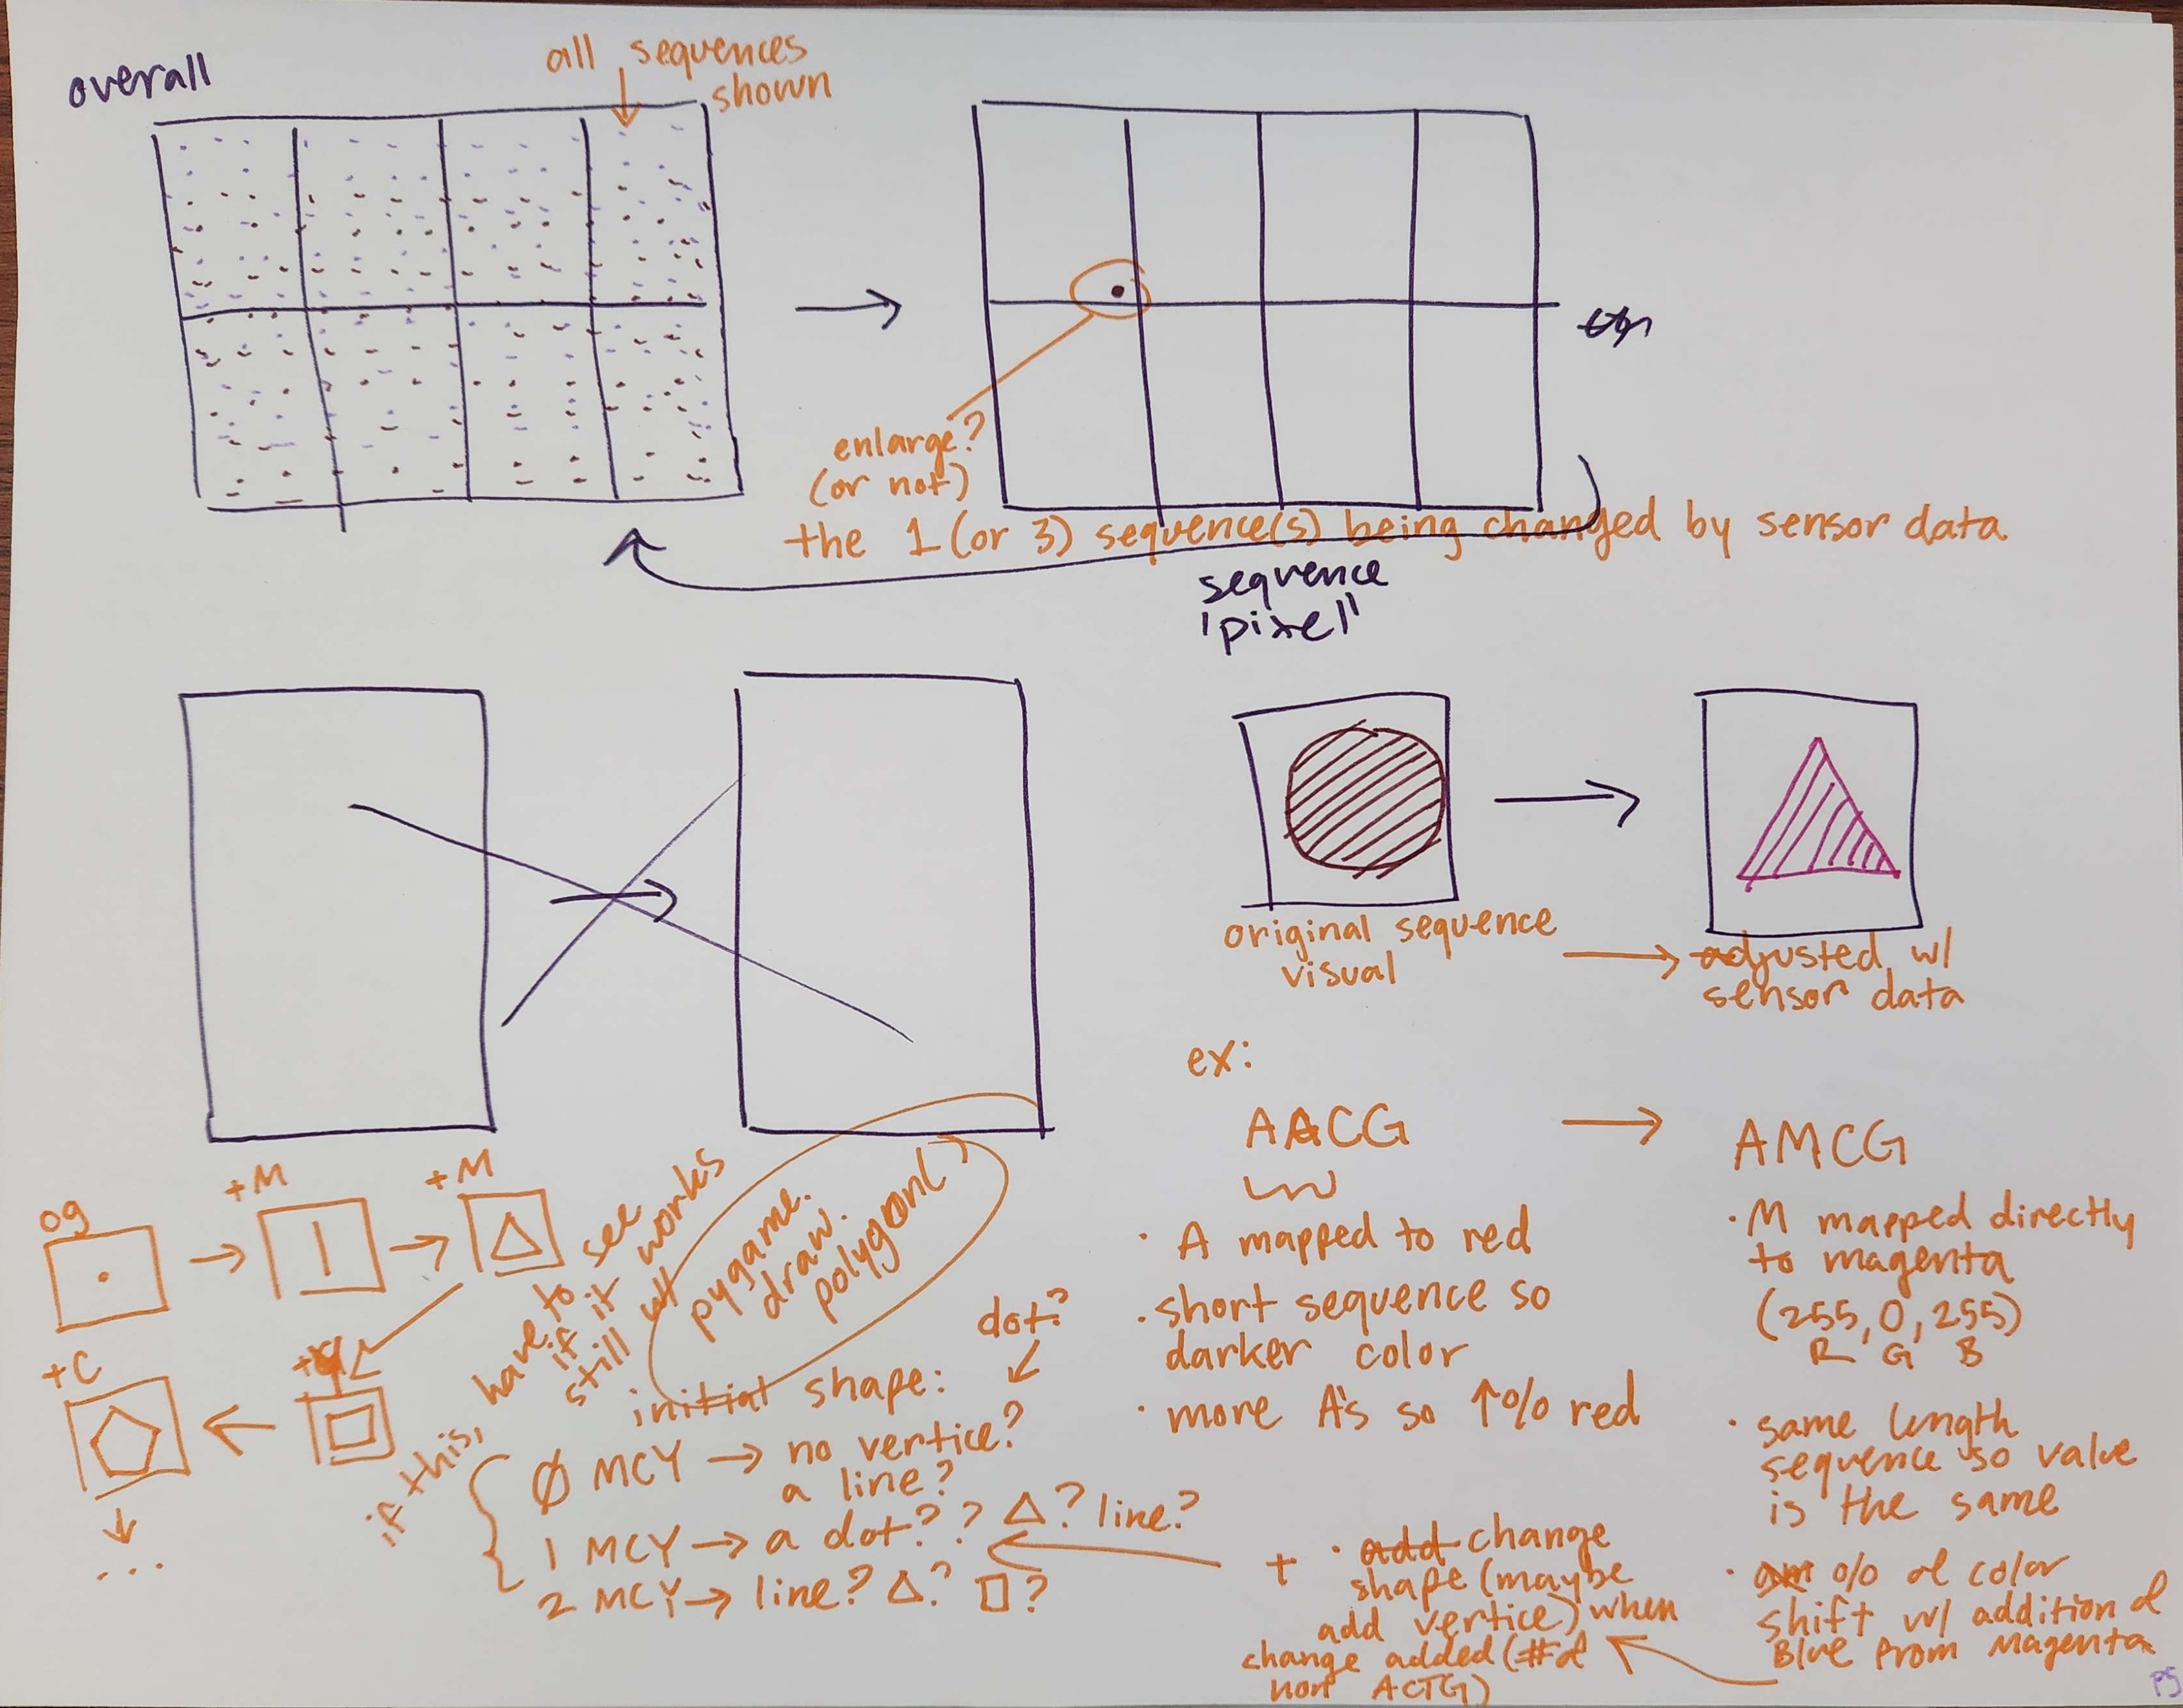 overall
all sequences
shown
enlarge?
(or not)
the 1 (or 3) sequence(s) being changed by sensor data
sequence
'pixel'
original sequence
visual
adjusted w/
sensor data
ex:
AACG
AMCG
· A mapped to red
· short sequence so
darker color
· more A's so ↑% red
· M mapped directly
to magenta
(255, 0, 255)
R G B
· same length
sequence so value
is the same
· % of color
shift w/ addition of
Blue from Magenta
+ · add change
shape (maybe
add vertice) when
change added (# of
non ACTG)
og
+M
+M
+C
...
if this, have to see
if it works
still w/
pygame.
draw.
polygon()
dot?
initial shape:
Ø MCY → no vertice?
a line?
1 MCY → a dot?? △? line?
2 MCY → line? △? □?
P5